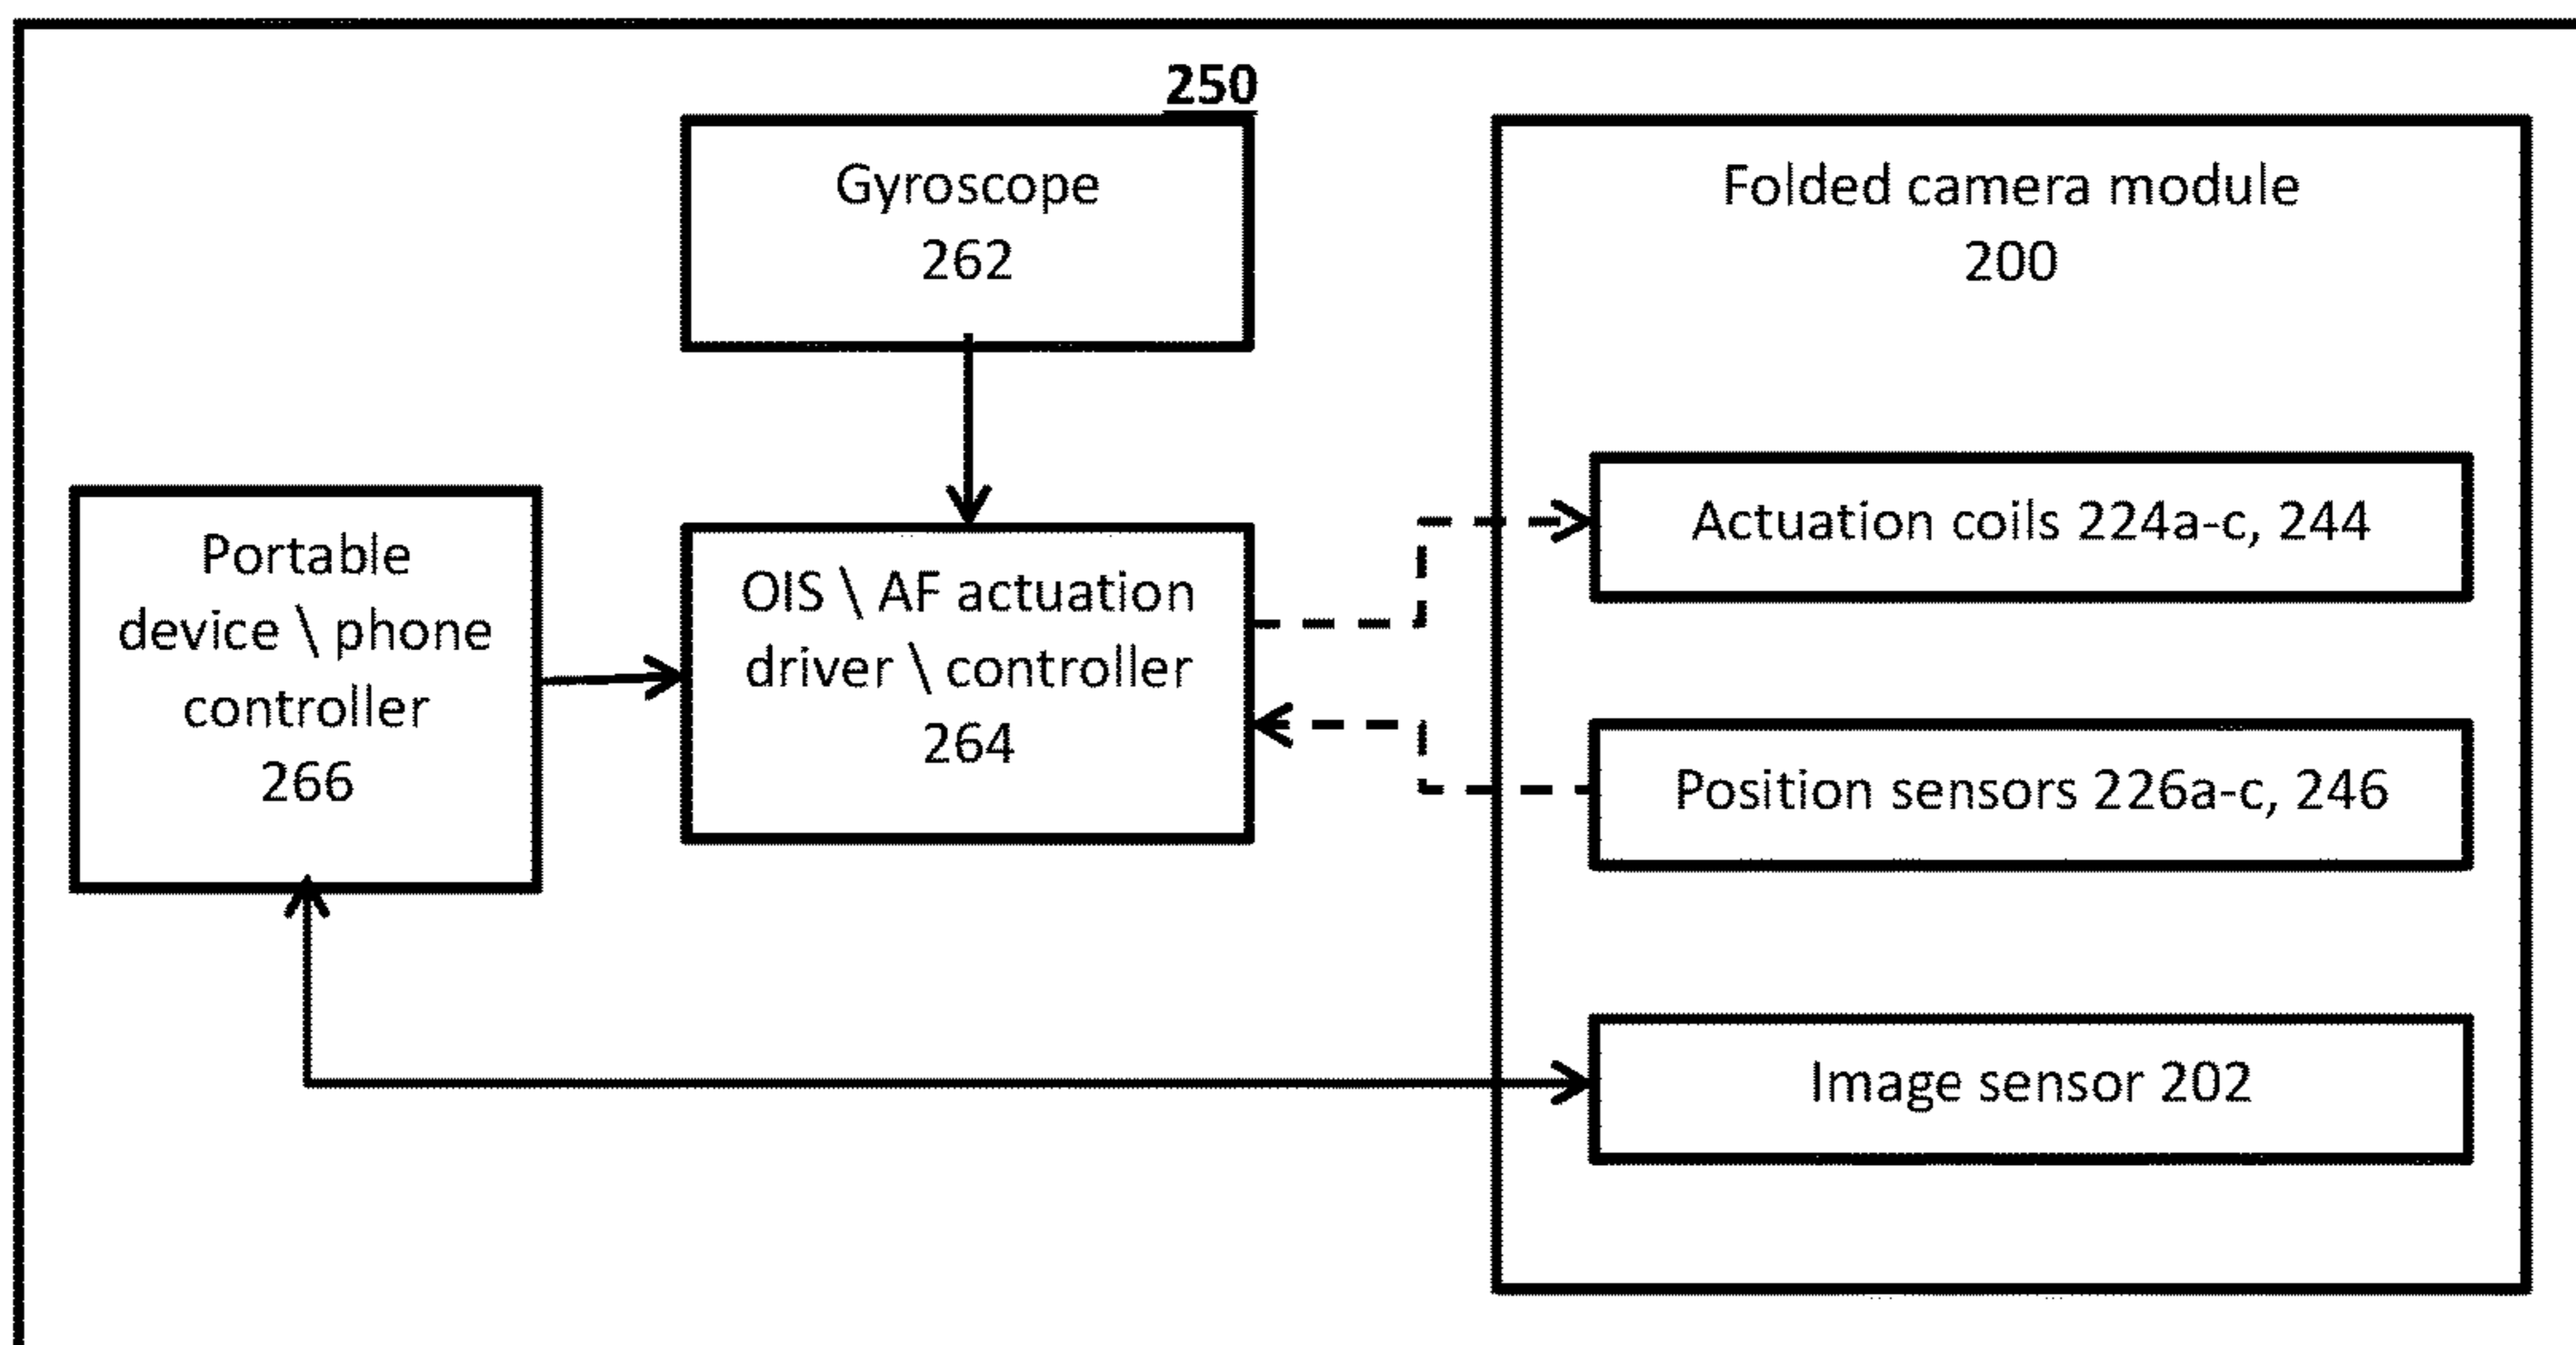 250
Gyroscope
262
Folded camera module
200
Portable
device \ phone
controller
266
OIS \ AF actuation
driver \ controller
264
Actuation coils 224a-c, 244
Position sensors 226a-c, 246
Image sensor 202